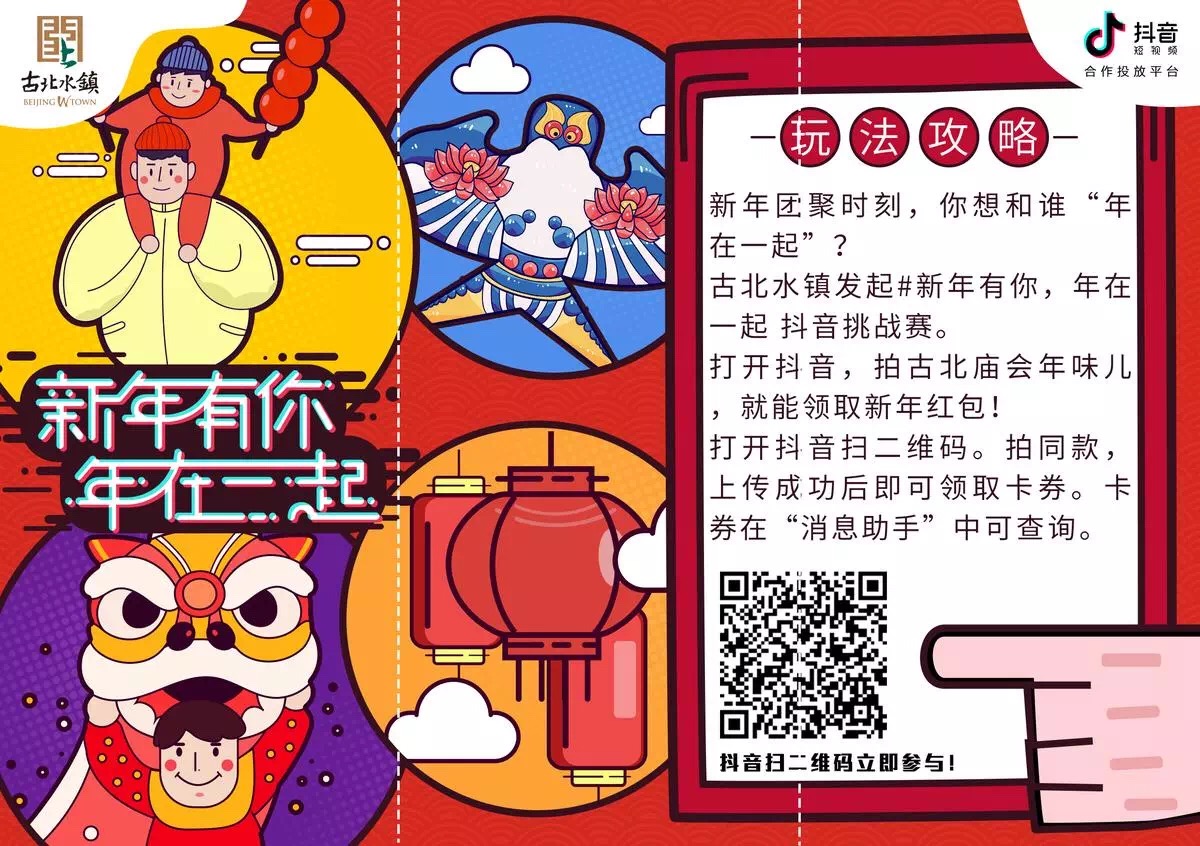 古北水鎮
BEIJING WTOWN
抖音
短视频
合作投放平台
新年有你
年在一起
玩法攻略
新年团聚时刻，你想和谁“年
在一起”？
古北水镇发起#新年有你，年在
一起 抖音挑战赛。
打开抖音，拍古北庙会年味儿
，就能领取新年红包！
打开抖音扫二维码。拍同款，
上传成功后即可领取卡券。卡
券在“消息助手”中可查询。
抖音扫二维码立即参与！